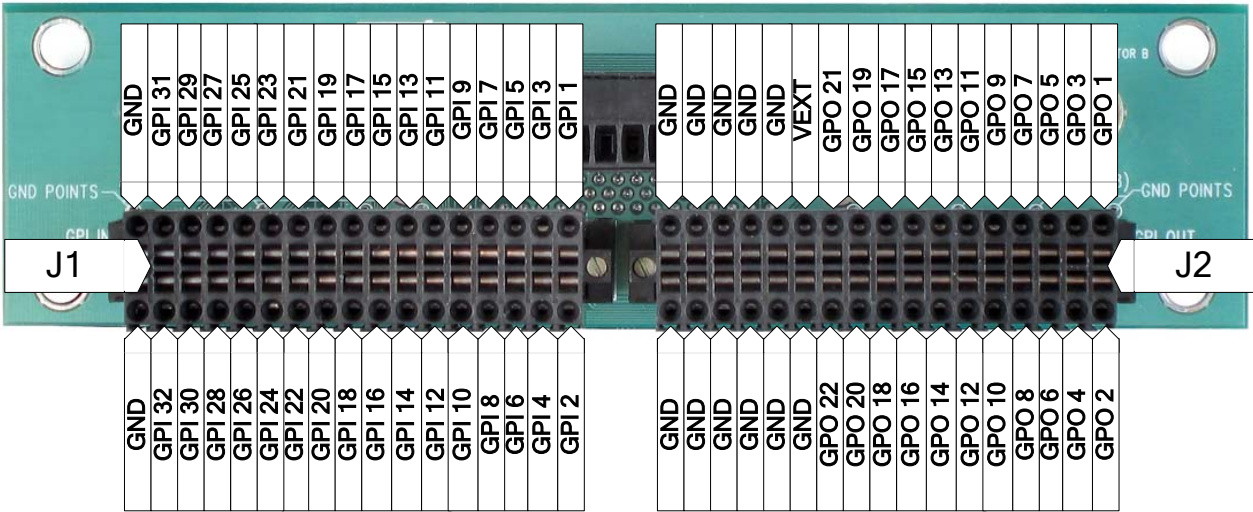 GND
GPI 31
GPI 29
GPI 27
GPI 25
GPI 23
GPI 21
GPI 19
GPI 17
GPI 15
GPI 13
GPI 11
GPI 9
GPI 7
GPI 5
GPI 3
GPI 1
GND
GND
GND
GND
GND
VEXT
GPO 21
GPO 19
GPO 17
GPO 15
GPO 13
GPO 11
GPO 9
GPO 7
GPO 5
GPO 3
GPO 1
TOR B
GND POINTS
GND POINTS
GPI IN
GPI OUT
J1
J2
GND
GPI 32
GPI 30
GPI 28
GPI 26
GPI 24
GPI 22
GPI 20
GPI 18
GPI 16
GPI 14
GPI 12
GPI 10
GPI 8
GPI 6
GPI 4
GPI 2
GND
GND
GND
GND
GND
GND
GPO 22
GPO 20
GPO 18
GPO 16
GPO 14
GPO 12
GPO 10
GPO 8
GPO 6
GPO 4
GPO 2